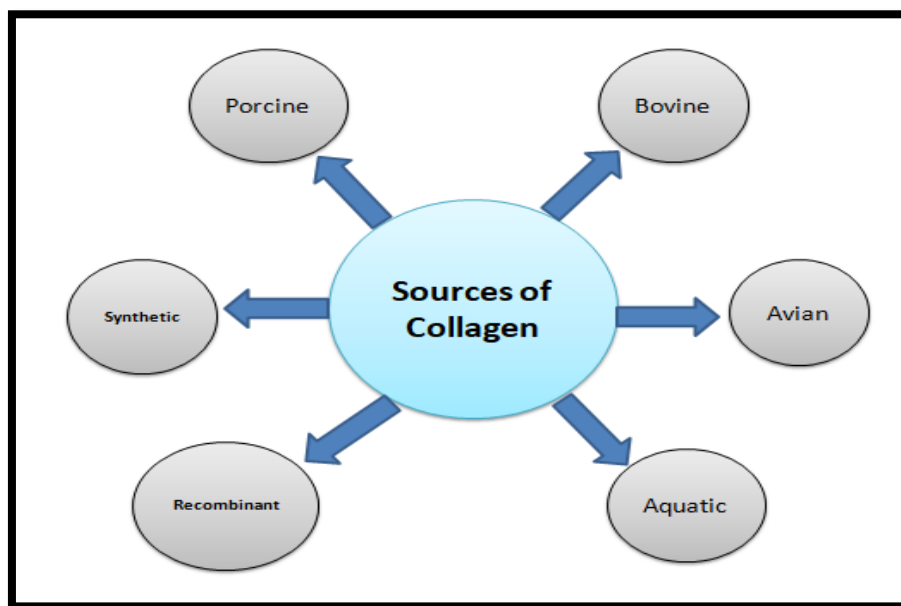 Porcine
Bovine
Sources of
Collagen
Synthetic
Avian
Recombinant
Aquatic